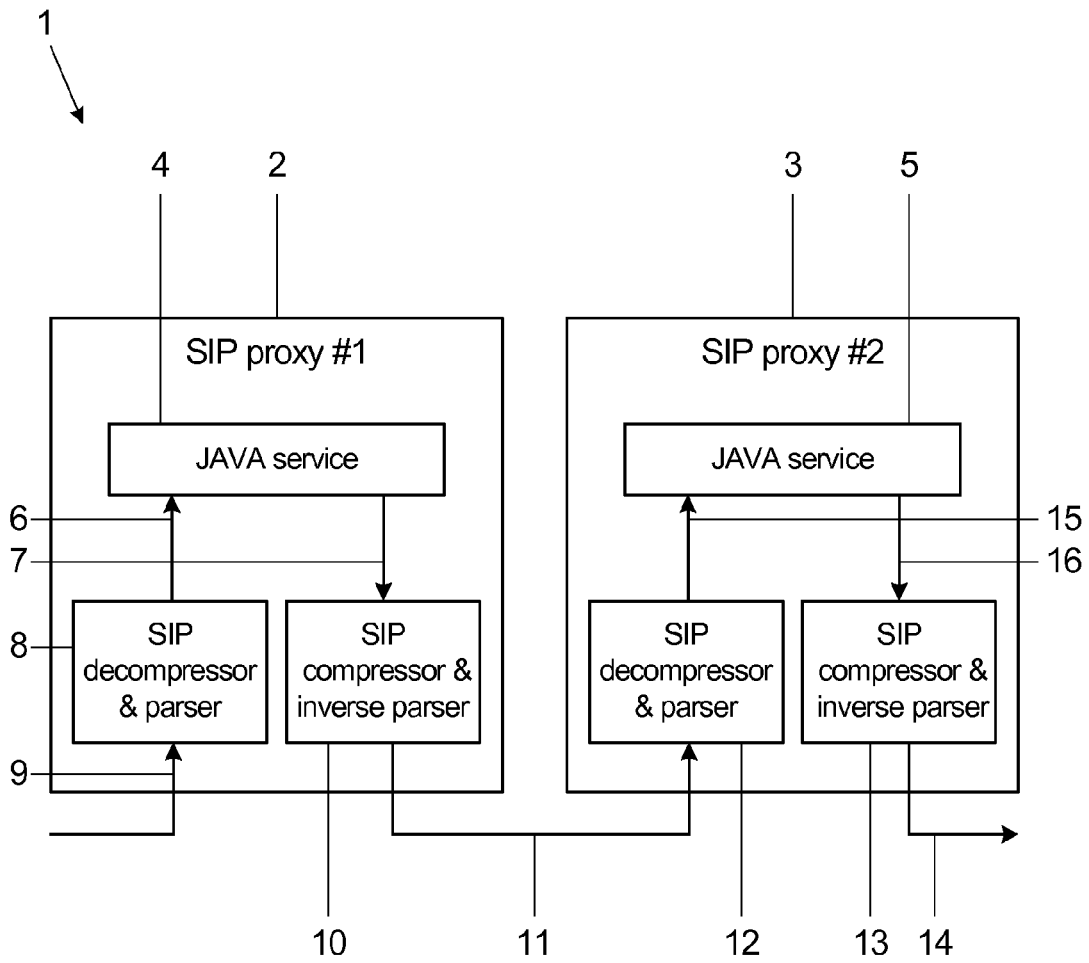 1
4
2
3
5
SIP proxy #1
SIP proxy #2
JAVA service
JAVA service
6
15
7
16
8
SIP
decompressor
& parser
SIP
compressor &
inverse parser
SIP
decompressor
& parser
SIP
compressor &
inverse parser
9
10
11
12
13
14